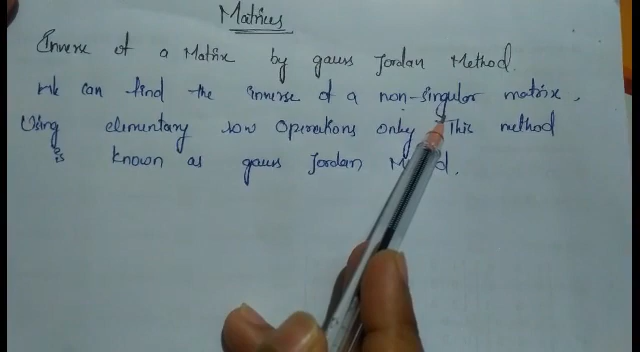 Matrices
Inverse of a Matrix by gauss Jordan Method.
We can find the inverse of a non-singular matrix,
Using elementary row operations only. This method
is known as gauss Jordan